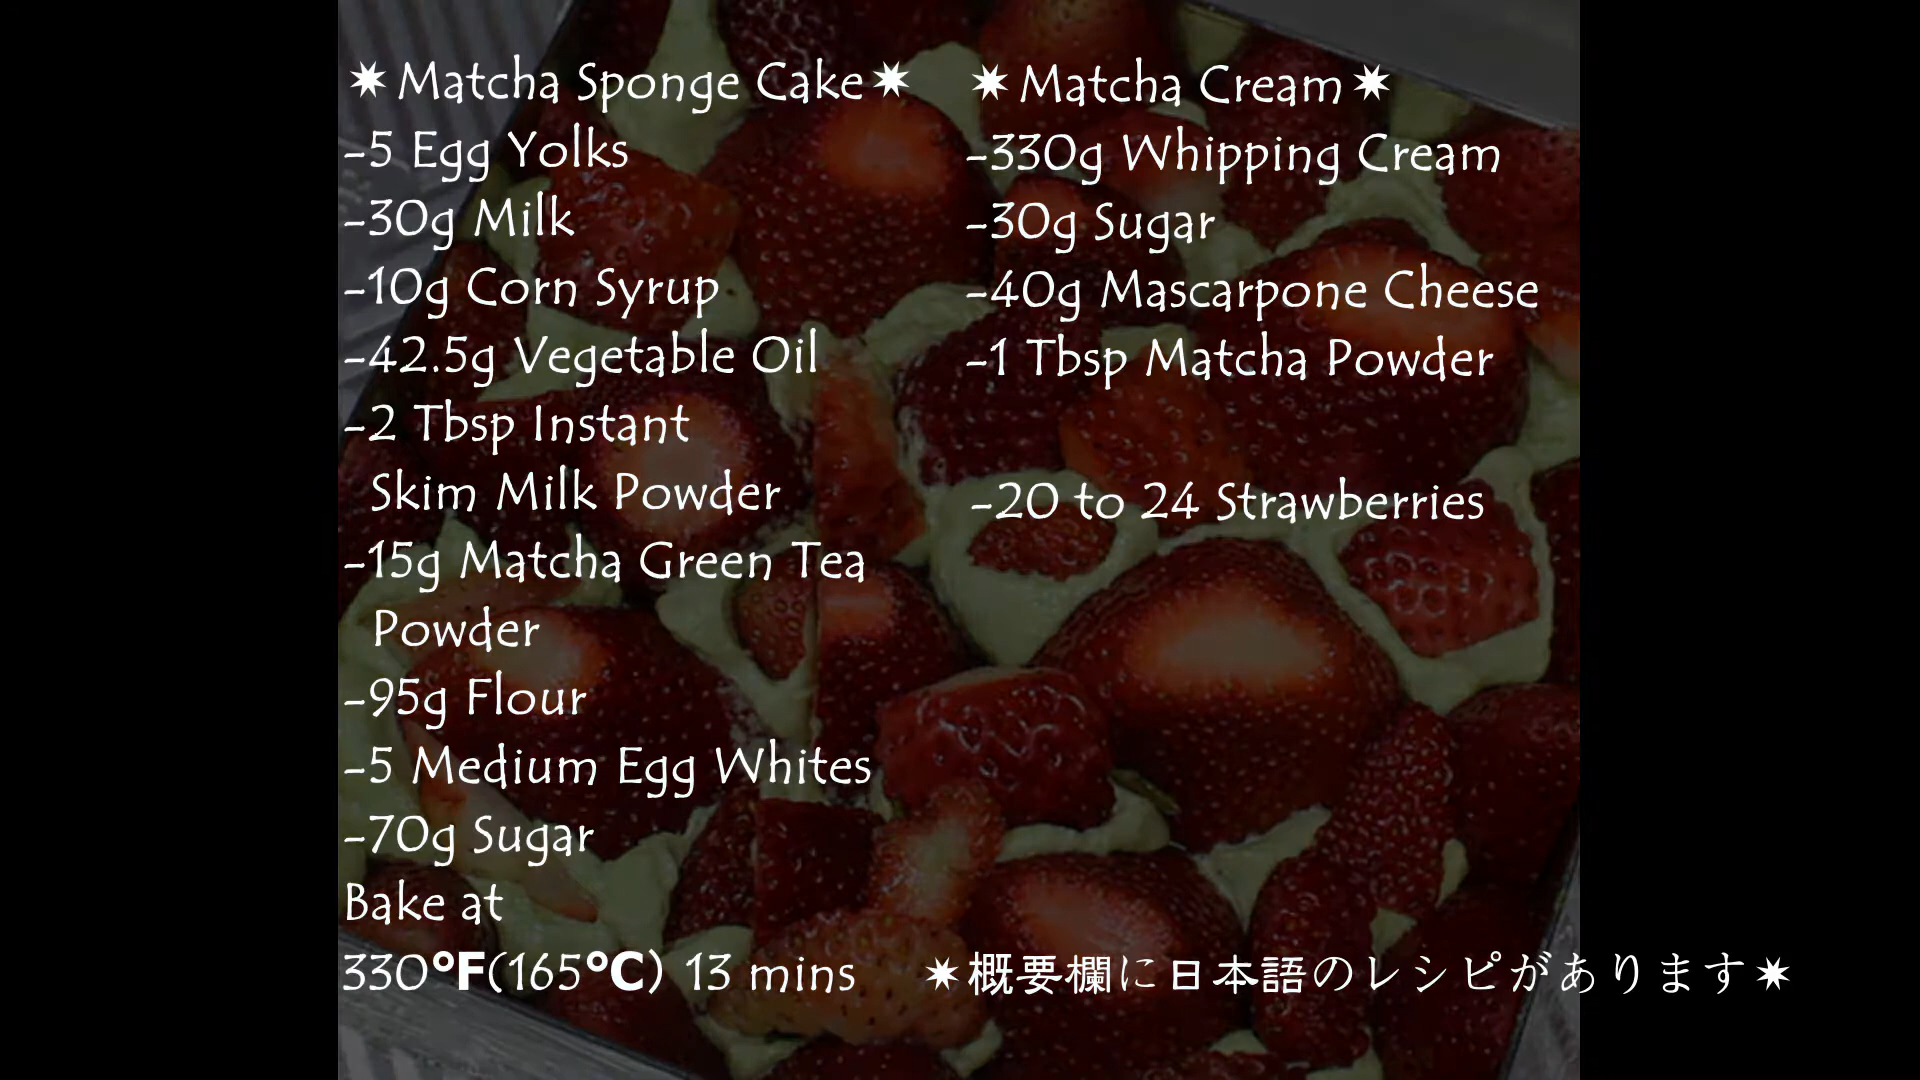 ✷Matcha Sponge Cake✷
-5 Egg Yolks
-30g Milk
-10g Corn Syrup
-42.5g Vegetable Oil
-2 Tbsp Instant
Skim Milk Powder
-15g Matcha Green Tea
Powder
-95g Flour
-5 Medium Egg Whites
-70g Sugar
Bake at
330℉(165℃) 13 mins
✷Matcha Cream✷
-330g Whipping Cream
-30g Sugar
-40g Mascarpone Cheese
-1 Tbsp Matcha Powder
-20 to 24 Strawberries
✷概要欄に日本語のレシピがあります✷